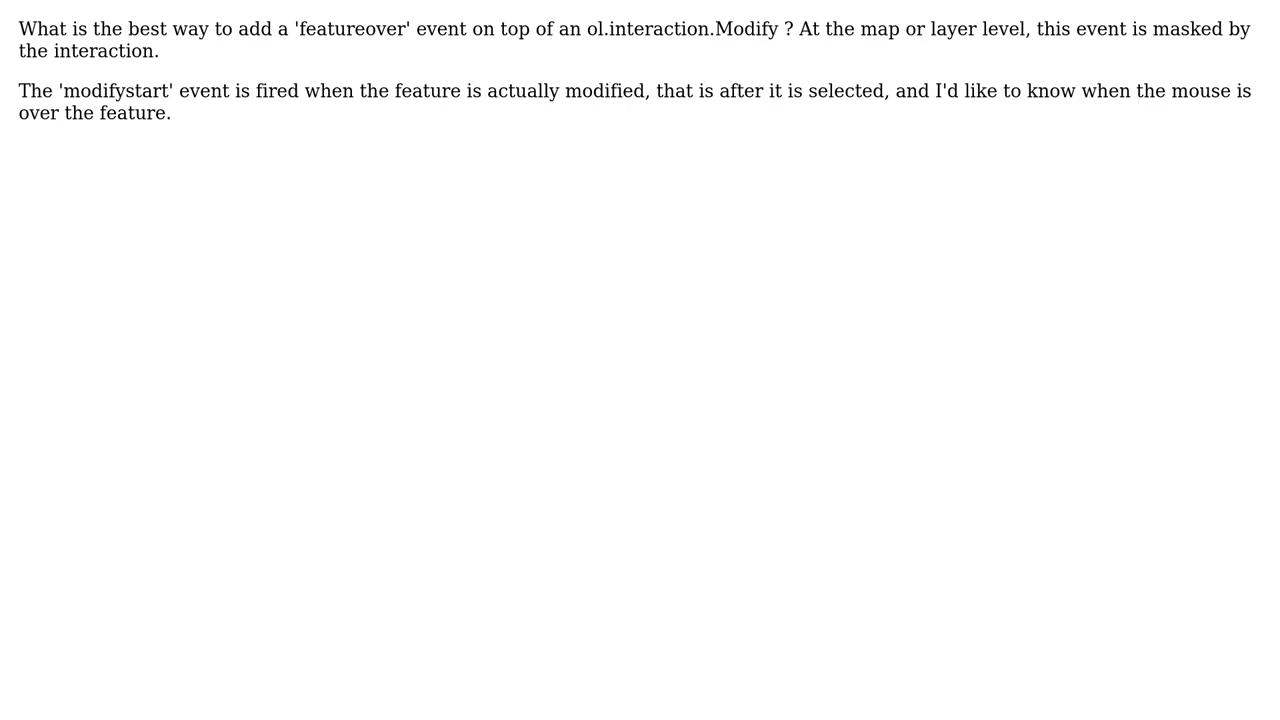 What is the best way to add a 'featureover' event on top of an ol.interaction.Modify ? At the map or layer level, this event is masked by
the interaction.
The 'modifystart' event is fired when the feature is actually modified, that is after it is selected, and I'd like to know when the mouse is
over the feature.